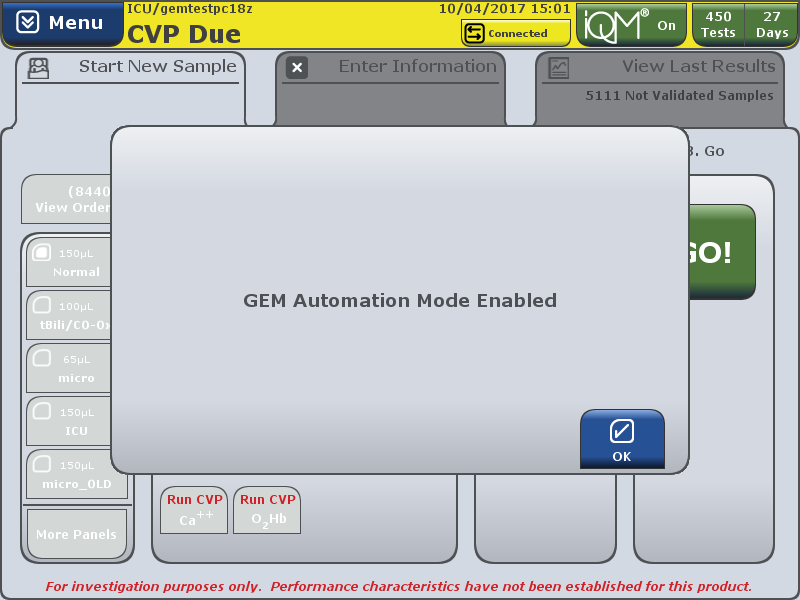 Menu
ICU/gemtestpc18z
CVP Due
10/04/2017 15:01
Connected
iQM® On
450 Tests
27 Days
Start New Sample
Enter Information
View Last Results
5111 Not Validated Samples
3. Go
(8440
View Order
GO!
150µL
Normal
100µL
tBili/CO-Ox
65µL
micro
150µL
ICU
150µL
micro_OLD
More Panels
GEM Automation Mode Enabled
OK
Run CVP
Ca++
Run CVP
O2Hb
For investigation purposes only. Performance characteristics have not been established for this product.